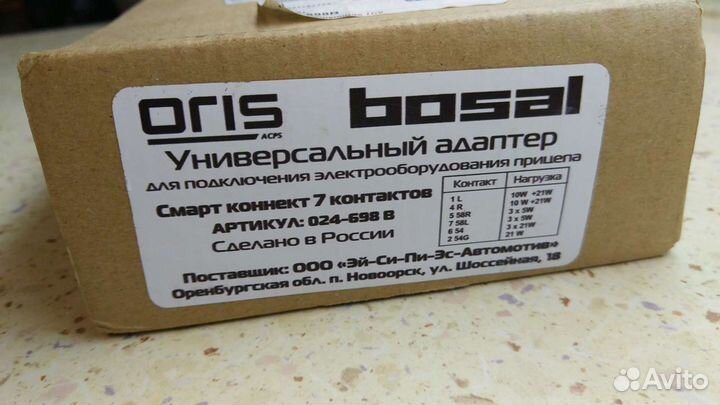 ORIS bosal
ACPS
Универсальный адаптер
для подключения электрооборудования прицепа
Смарт коннект 7 контактов
АРТИКУЛ: 024-698 В
Сделано в России
Контакт Нагрузка
1 L 10W +21W
4 R 10 W +21W
5 58R 3 x 5W
7 58L 3 x 5W
6 54 3 x 21W
2 54G 21 W
Поставщик: ООО «Эй-Си-Пи-Эс-Автомотив»
Оренбургская обл. п. Новоорск, ул. Шоссейная, 18
Avito